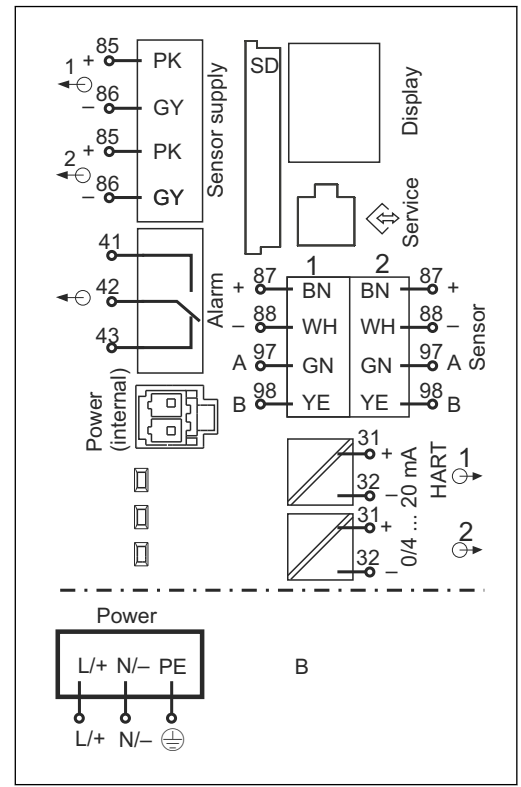 85
1 + PK
86
– GY
85
2 + PK
86
– GY
Sensor supply
SD
Display
Service
41
42
43
Alarm
1 2
+ 87 BN BN 87 +
– 88 WH WH 88 –
A 97 GN GN 97 A
B 98 YE YE 98 B
Sensor
Power
(internal)
31
+
32
–
31
+
32
–
0/4 ... 20 mA
HART
1
2
Power
L/+ N/– PE
L/+ N/–
B